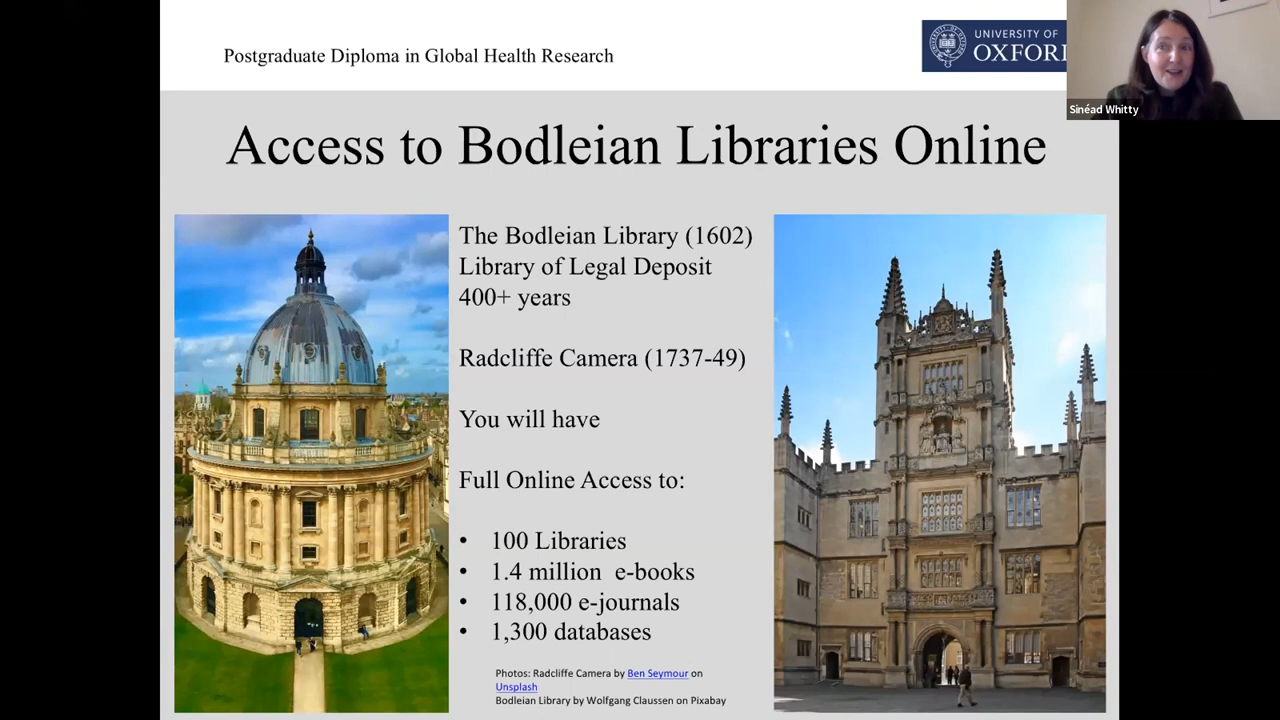 Postgraduate Diploma in Global Health Research
UNIVERSITY OF
OXFORD
Sinéad Whitty
Access to Bodleian Libraries Online
The Bodleian Library (1602)
Library of Legal Deposit
400+ years
Radcliffe Camera (1737-49)
You will have
Full Online Access to:
• 100 Libraries
• 1.4 million e-books
• 118,000 e-journals
• 1,300 databases
Photos: Radcliffe Camera by Ben Seymour on
Unsplash
Bodleian Library by Wolfgang Claussen on Pixabay